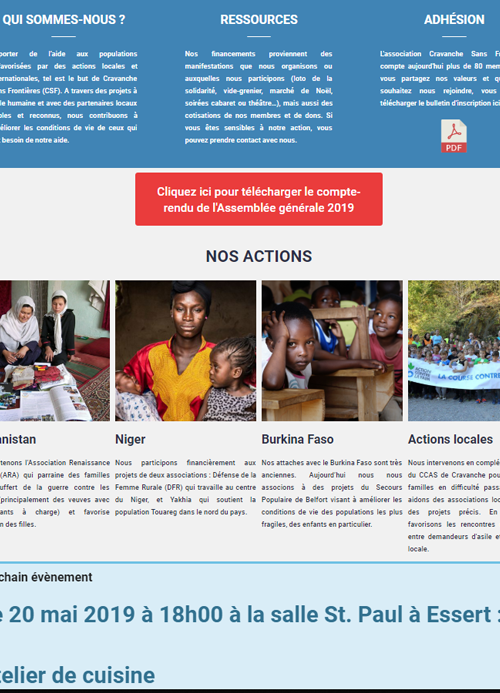 QUI SOMMES-NOUS ?
porter de l'aide aux populations
favorisées par des actions locales et
ernationales, tel est le but de Cravanche
ns Frontières (CSF). A travers des projets à
le humaine et avec des partenaires locaux
bles et reconnus, nous contribuons à
éliorer les conditions de vie de ceux qui
t besoin de notre aide.
RESSOURCES
Nos financements proviennent des
manifestations que nous organisons ou
auxquelles nous participons (loto de la
solidarité, vide-grenier, marché de Noël,
soirées cabaret ou théâtre…), mais aussi des
cotisations de nos membres et de dons. Si
vous êtes sensibles à notre action, vous
pouvez prendre contact avec nous.
ADHÉSION
L'association Cravanche Sans Fr
compte aujourd'hui plus de 80 mem
vous partagez nos valeurs et qu
souhaitez nous rejoindre, vous
télécharger le bulletin d'inscription ici
PDF
Cliquez ici pour télécharger le compte-
rendu de l'Assemblée générale 2019
NOS ACTIONS
LA COURSE CONTRE
anistan
tenons l'Association Renaissance
(ARA) qui parraine des familles
uffert de la guerre contre les
(principalement des veuves avec
ants à charge) et favorise
on des filles.
Niger
Nous participons financièrement aux
projets de deux associations : Défense de la
Femme Rurale (DFR) qui travaille au centre
du Niger, et Yakhia qui soutient la
population Touareg dans le nord du pays.
Burkina Faso
Nos attaches avec le Burkina Faso sont très
anciennes. Aujourd'hui nous nous
associons à des projets du Secours
Populaire de Belfort visant à améliorer les
conditions de vie des populations les plus
fragiles, des enfants en particulier.
Actions locales
Nous intervenons en complé
du CCAS de Cravanche pou
familles en difficulté pass
aidons des associations loc
des projets précis. En
favorisons les rencontres
entre demandeurs d'asile et
locale.
chain évènement
e 20 mai 2019 à 18h00 à la salle St. Paul à Essert :
telier de cuisine